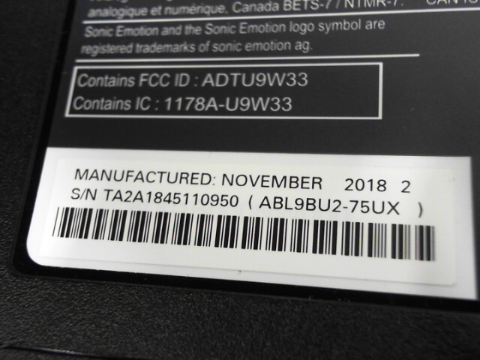 analogique et numérique. Canada BETS-7 / NTMR-7.
Sonic Emotion and the Sonic Emotion logo symbol are
registered trademarks of sonic emotion ag.
Contains FCC ID : ADTU9W33
Contains IC : 1178A-U9W33
MANUFACTURED: NOVEMBER 2018 2
S/N TA2A1845110950 ( ABL9BU2-75UX )